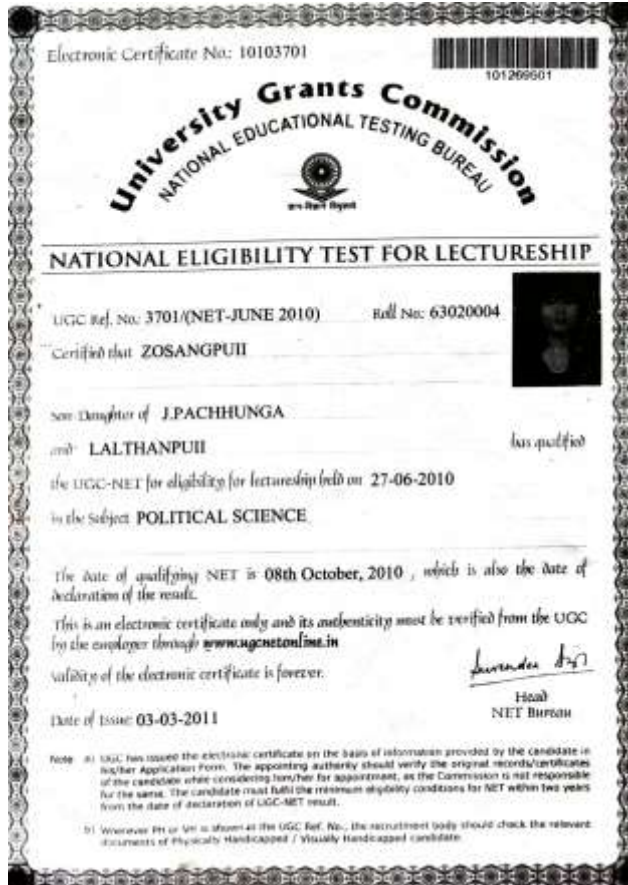 Electronic Certificate No.: 10103701
101269501
University Grants Commission
NATIONAL EDUCATIONAL TESTING BUREAU
ज्ञान-विज्ञान विमुक्तये
NATIONAL ELIGIBILITY TEST FOR LECTURESHIP
UGC Ref. No.: 3701/(NET-JUNE 2010) Roll No: 63020004
Certified that ZOSANGPUII
Son-Daughter of J.PACHHUNGA
and LALTHANPUII has qualified
the UGC-NET for eligibility for lectureship held on 27-06-2010
in the Subject POLITICAL SCIENCE
The date of qualifying NET is 08th October, 2010 , which is also the date of
declaration of the result.
This is an electronic certificate only and its authenticity must be verified from the UGC
by the employer through www.ugcnetonline.in
Validity of the electronic certificate is forever.
Head
NET Bureau
Date of Issue 03-03-2011
Note a) UGC has issued the electronic certificate on the basis of information provided by the candidate in
his/her Application Form. The appointing authority should verify the original records/certificates
of the candidate while considering him/her for appointment, as the Commission is not responsible
for the same. The candidate must fulfil the minimum eligibility conditions for NET within two years
from the date of declaration of UGC-NET result.
b) Wherever PH or VH is shown at the UGC Ref. No., the recruitment body should check the relevant
documents of Physically Handicapped / Visually Handicapped candidate.